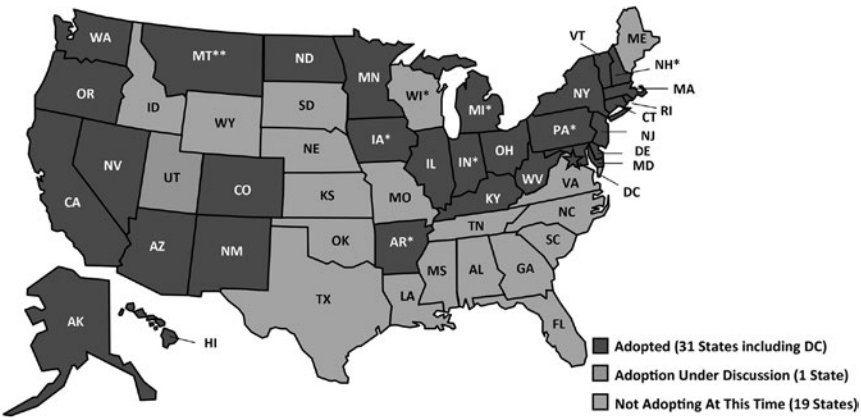 WA
MT**
ND
MN
VT
ME
NH*
MA
OR
ID
SD
WI*
MI*
NY
RI
CT
WY
IA*
PA*
NJ
NE
IL
IN*
OH
DE
MD
NV
UT
CO
KS
MO
WV
VA
DC
CA
KY
NC
AZ
NM
OK
AR*
TN
SC
TX
MS
AL
GA
LA
FL
AK
HI
Adopted (31 States including DC)
Adoption Under Discussion (1 State)
Not Adopting At This Time (19 States)